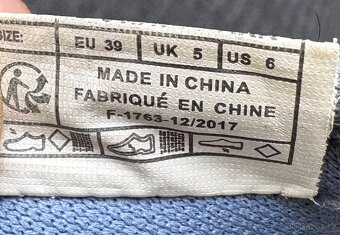 SIZE: EU 39 UK 5 US 6
MADE IN CHINA
FABRIQUÉ EN CHINE
F-1763-12/2017